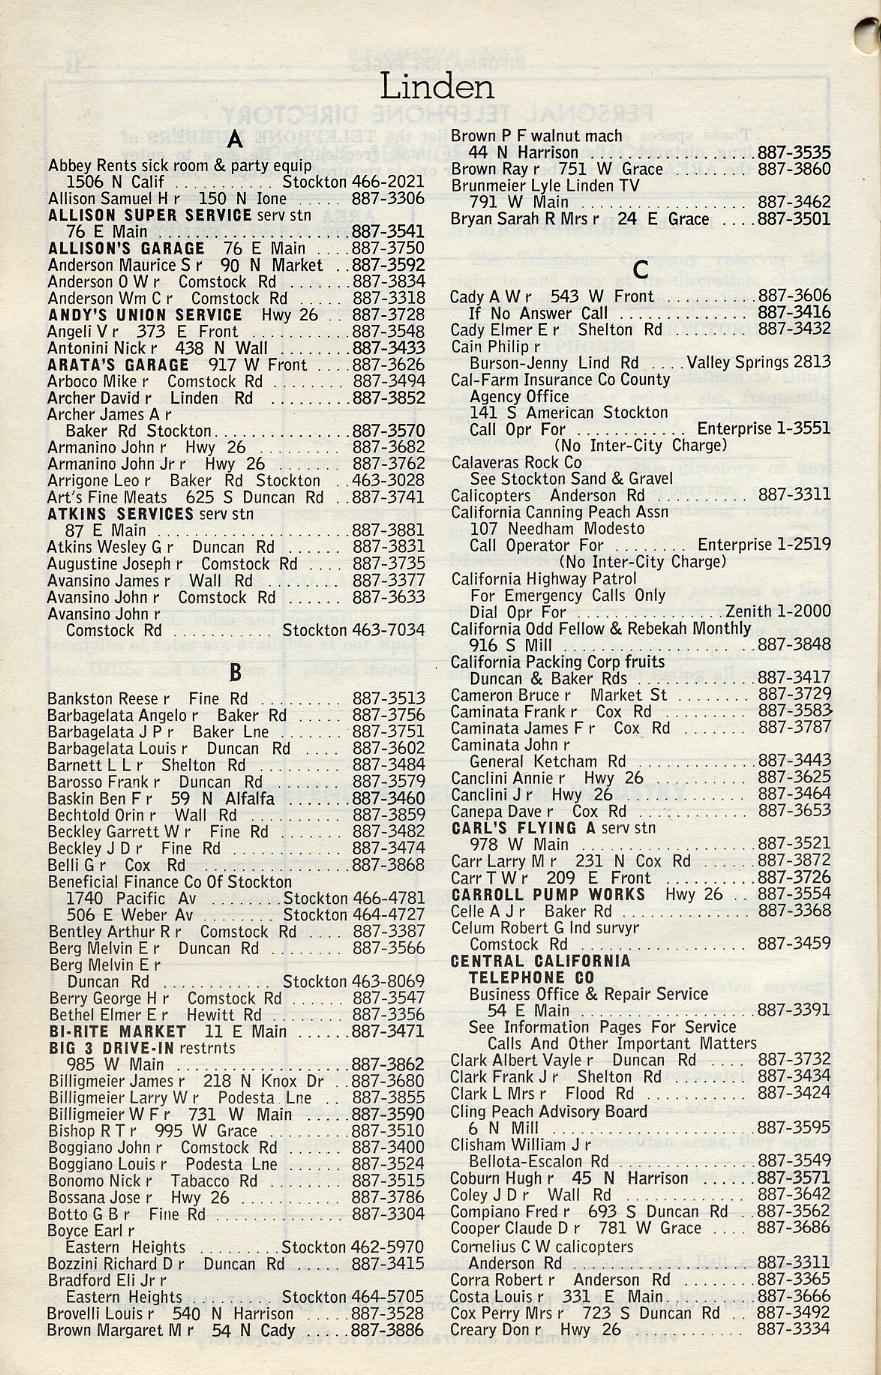 Linden
A
Abbey Rents sick room & party equip
1506 N Calif .......... Stockton 466-2021
Allison Samuel H r 150 N Ione ...... 887-3306
ALLISON SUPER SERVICE serv stn
76 E Main ................... 887-3541
ALLISON'S GARAGE 76 E Main .... 887-3750
Anderson Maurice S r 90 N Market .. 887-3592
Anderson O W r Comstock Rd ...... 887-3834
Anderson Wm C r Comstock Rd ..... 887-3318
ANDY'S UNION SERVICE Hwy 26 .. 887-3728
Angeli V r 373 E Front .......... 887-3548
Antonini Nick r 438 N Wall ........ 887-3433
ARATA'S GARAGE 917 W Front .... 887-3626
Arboco Mike r Comstock Rd ........ 887-3494
Archer David r Linden Rd ......... 887-3852
Archer James A r
Baker Rd Stockton.............. 887-3570
Armanino John r Hwy 26 .......... 887-3682
Armanino John Jr r Hwy 26 ....... 887-3762
Arrigone Leo r Baker Rd Stockton .. 463-3028
Art's Fine Meats 625 S Duncan Rd .. 887-3741
ATKINS SERVICES serv stn
87 E Main ................... 887-3881
Atkins Wesley G r Duncan Rd ...... 887-3831
Augustine Joseph r Comstock Rd .... 887-3735
Avansino James r Wall Rd ........ 887-3377
Avansino John r Comstock Rd ...... 887-3633
Avansino John r
Comstock Rd .......... Stockton 463-7034
B
Bankston Reese r Fine Rd ........ 887-3513
Barbagelata Angelo r Baker Rd ..... 887-3756
Barbagelata J P r Baker Lne ...... 887-3751
Barbagelata Louis r Duncan Rd .... 887-3602
Barnett L L r Shelton Rd ......... 887-3484
Barosso Frank r Duncan Rd ....... 887-3579
Baskin Ben F r 59 N Alfalfa ....... 887-3460
Bechtold Orin r Wall Rd ......... 887-3859
Beckley Garrett W r Fine Rd ...... 887-3482
Beckley J D r Fine Rd ........... 887-3474
Belli G r Cox Rd ............... 887-3868
Beneficial Finance Co Of Stockton
1740 Pacific Av ........ Stockton 466-4781
506 E Weber Av ........ Stockton 464-4727
Bentley Arthur R r Comstock Rd .... 887-3387
Berg Melvin E r Duncan Rd ....... 887-3566
Berg Melvin E r
Duncan Rd ........... Stockton 463-8069
Berry George H r Comstock Rd ..... 887-3547
Bethel Elmer E r Hewitt Rd ....... 887-3356
BI-RITE MARKET 11 E Main ...... 887-3471
BIG 3 DRIVE-IN restrnts
985 W Main ................. 887-3862
Billigmeier James r 218 N Knox Dr .. 887-3680
Billigmeier Larry W r Podesta Lne .. 887-3855
Billigmeier W F r 731 W Main ..... 887-3590
Bishop R T r 995 W Grace ........ 887-3510
Boggiano John r Comstock Rd ...... 887-3400
Boggiano Louis r Podesta Lne ..... 887-3524
Bonomo Nick r Tabacco Rd ....... 887-3515
Bossana Jose r Hwy 26 .......... 887-3786
Botto G B r Fine Rd ............ 887-3304
Boyce Earl r
Eastern Heights ......... Stockton 462-5970
Bozzini Richard D r Duncan Rd ..... 887-3415
Bradford Eli Jr r
Eastern Heights ......... Stockton 464-5705
Brovelli Louis r 540 N Harrison .... 887-3528
Brown Margaret M r 54 N Cady ..... 887-3886
Brown P F walnut mach
44 N Harrison ............... 887-3535
Brown Ray r 751 W Grace ........ 887-3860
Brunmeier Lyle Linden TV
791 W Main ................. 887-3462
Bryan Sarah R Mrs r 24 E Grace .... 887-3501
C
Cady A W r 543 W Front .......... 887-3606
If No Answer Call ............. 887-3416
Cady Elmer E r Shelton Rd ........ 887-3432
Cain Philip r
Burson-Jenny Lind Rd .... Valley Springs 2813
Cal-Farm Insurance Co County
Agency Office
141 S American Stockton
Call Opr For ............ Enterprise 1-3551
(No Inter-City Charge)
Calaveras Rock Co
See Stockton Sand & Gravel
Calicopters Anderson Rd .......... 887-3311
California Canning Peach Assn
107 Needham Modesto
Call Operator For ........ Enterprise 1-2519
(No Inter-City Charge)
California Highway Patrol
For Emergency Calls Only
Dial Opr For ............... Zenith 1-2000
California Odd Fellow & Rebekah Monthly
916 S Mill .................. 887-3848
California Packing Corp fruits
Duncan & Baker Rds ............ 887-3417
Cameron Bruce r Market St ........ 887-3729
Caminata Frank r Cox Rd ......... 887-3583
Caminata James F r Cox Rd ....... 887-3787
Caminata John r
General Ketcham Rd ............ 887-3443
Canclini Annie r Hwy 26 .......... 887-3625
Canclini J r Hwy 26 ............. 887-3464
Canepa Dave r Cox Rd ........... 887-3653
CARL'S FLYING A serv stn
978 W Main ................. 887-3521
Carr Larry M r 231 N Cox Rd ...... 887-3872
Carr T W r 209 E Front .......... 887-3726
CARROLL PUMP WORKS Hwy 26 .. 887-3554
Celle A J r Baker Rd ............. 887-3368
Celum Robert G Ind survyr
Comstock Rd ................ 887-3459
CENTRAL CALIFORNIA
TELEPHONE CO
Business Office & Repair Service
54 E Main .................. 887-3391
See Information Pages For Service
Calls And Other Important Matters
Clark Albert Vayle r Duncan Rd .... 887-3732
Clark Frank J r Shelton Rd ........ 887-3434
Clark L Mrs r Flood Rd ........... 887-3424
Cling Peach Advisory Board
6 N Mill .................... 887-3595
Clisham William J r
Bellota-Escalon Rd ............. 887-3549
Coburn Hugh r 45 N Harrison ...... 887-3571
Coley J D r Wall Rd ............. 887-3642
Compiano Fred r 693 S Duncan Rd .. 887-3562
Cooper Claude D r 781 W Grace .... 887-3686
Cornelius C W calicopters
Anderson Rd ................. 887-3311
Corra Robert r Anderson Rd ....... 887-3365
Costa Louis r 331 E Main......... 887-3666
Cox Perry Mrs r 723 S Duncan Rd .. 887-3492
Creary Don r Hwy 26 ............ 887-3334